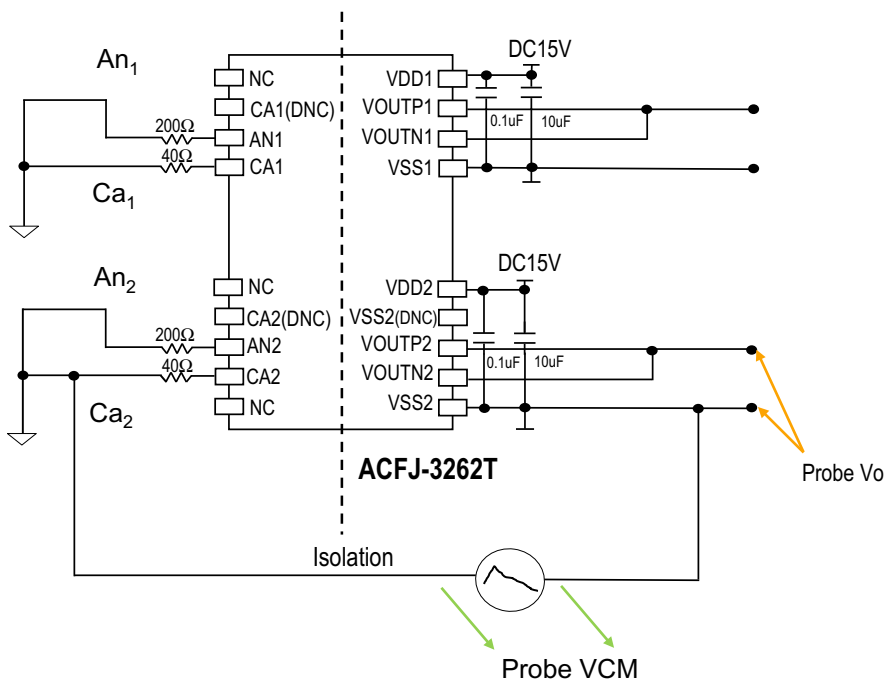 An1
200Ω
40Ω
Ca1
NC
CA1(DNC)
AN1
CA1
VDD1
VOUTP1
VOUTN1
VSS1
DC15V
0.1uF
10uF
An2
200Ω
40Ω
Ca2
NC
CA2(DNC)
AN2
CA2
NC
VDD2
VSS2(DNC)
VOUTP2
VOUTN2
VSS2
DC15V
0.1uF
10uF
ACFJ-3262T
Probe Vo
Isolation
Probe VCM